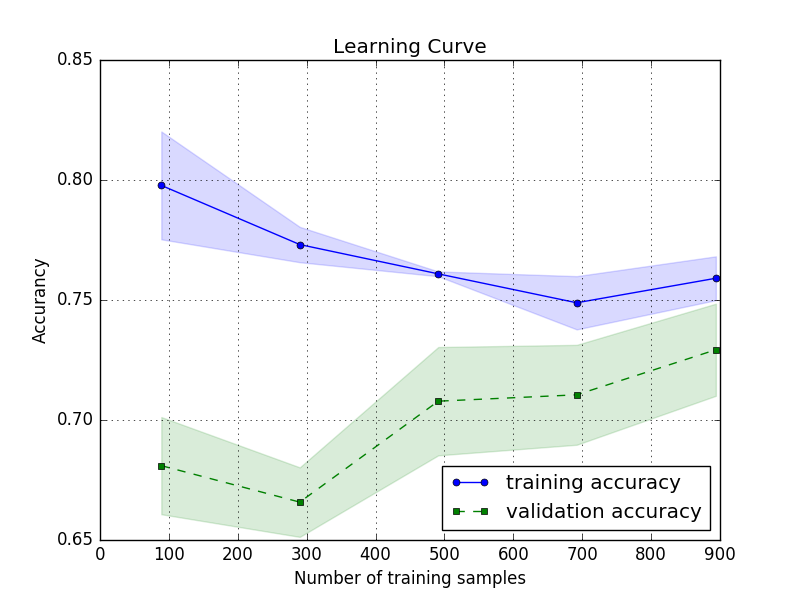 Learning Curve
0.85
0.80
0.75
0.70
0.65
Accurancy
training accuracy
validation accuracy
0 100 200 300 400 500 600 700 800 900
Number of training samples